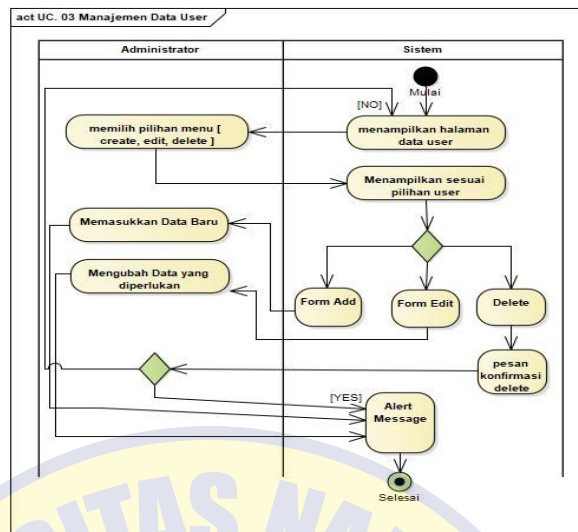 act UC. 03 Manajemen Data User
Administrator
Sistem
Mulai
[NO]
memilih pilihan menu [
create, edit, delete ]
menampilkan halaman
data user
Menampilkan sesuai
pilihan user
Memasukkan Data Baru
Mengubah Data yang
diperlukan
Form Add
Form Edit
Delete
pesan
konfirmasi
delete
[YES]
Alert
Message
Selesai